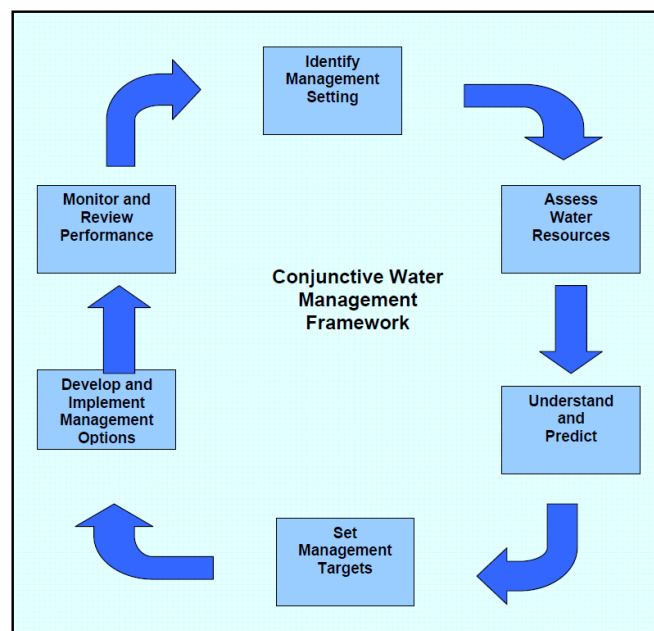 Identify
Management
Setting
Assess
Water
Resources
Understand
and
Predict
Set
Management
Targets
Develop and
Implement
Management
Options
Monitor and
Review
Performance
Conjunctive Water
Management
Framework